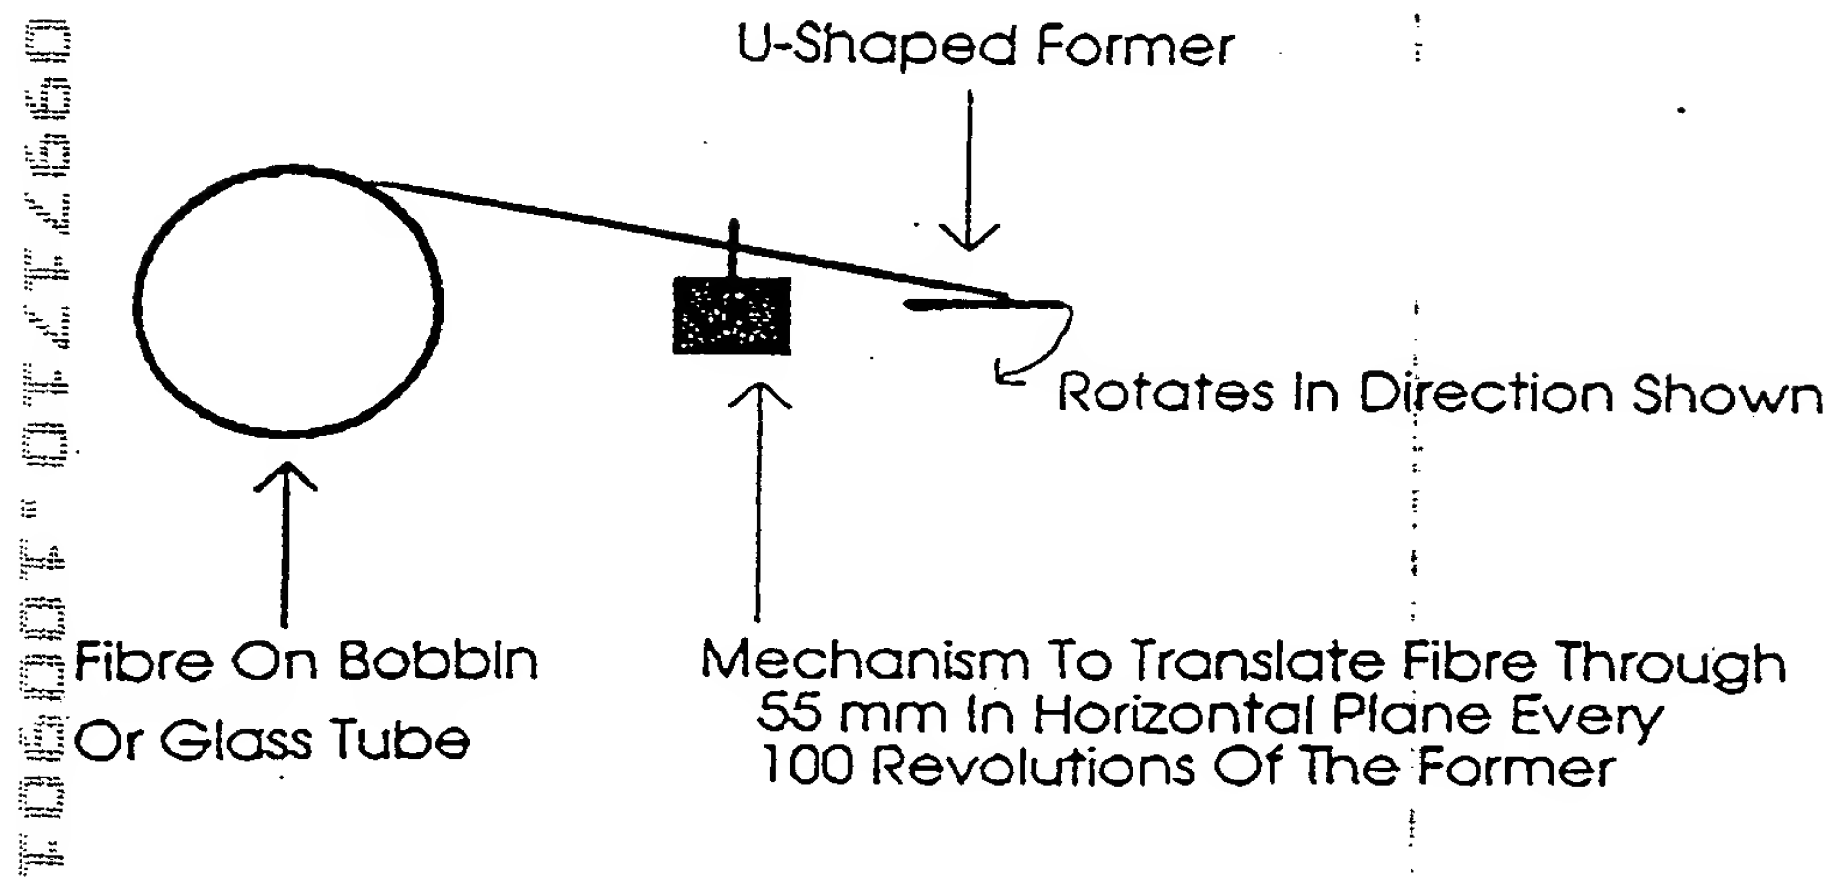 U-Shaped Former
Rotates In Direction Shown
Fibre On Bobbin
Or Glass Tube
Mechanism To Translate Fibre Through
55 mm In Horizontal Plane Every
100 Revolutions Of The Former